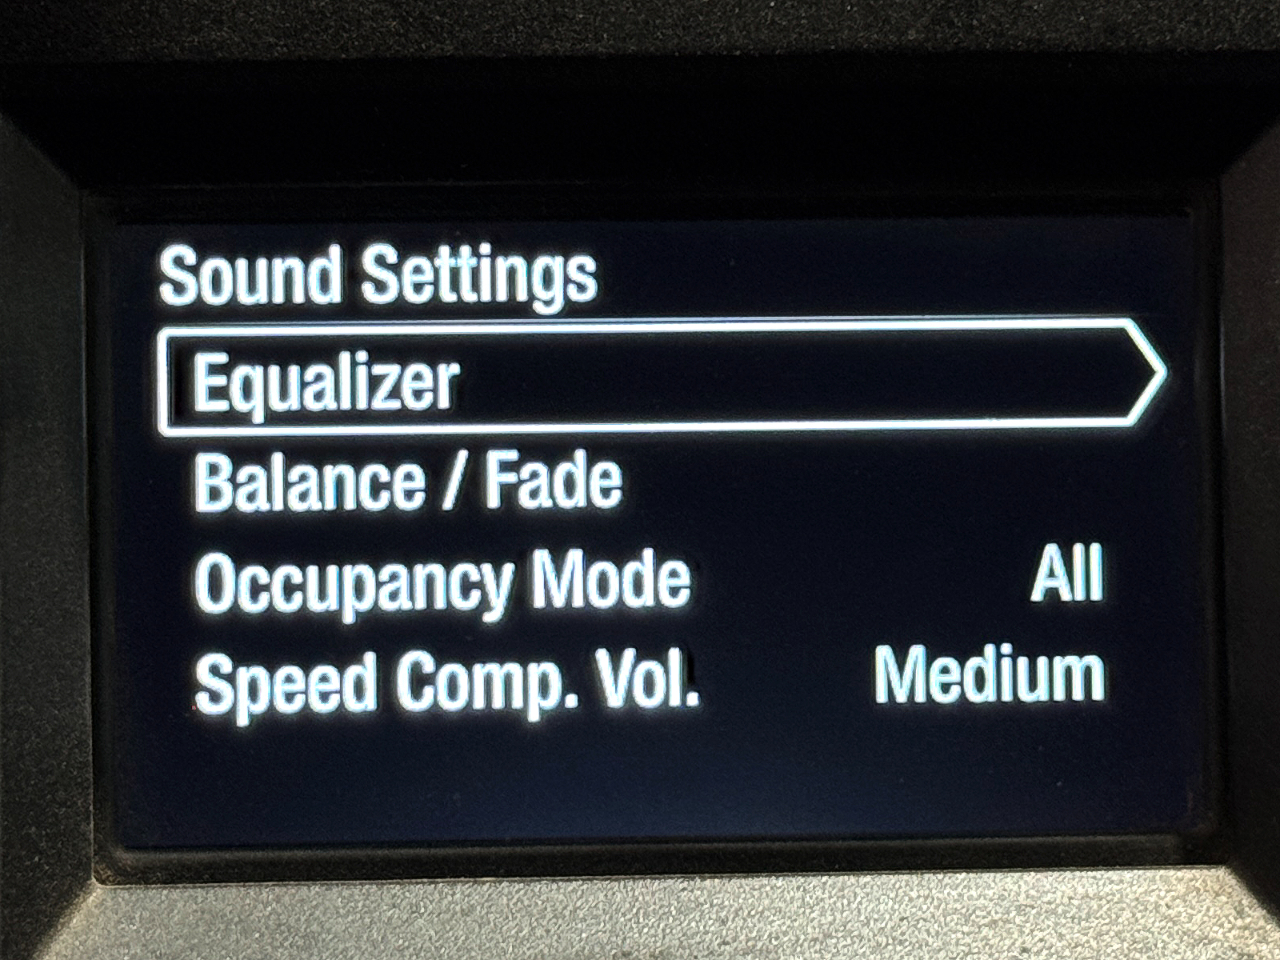 Sound Settings
Equalizer
Balance / Fade
Occupancy Mode All
Speed Comp. Vol. Medium